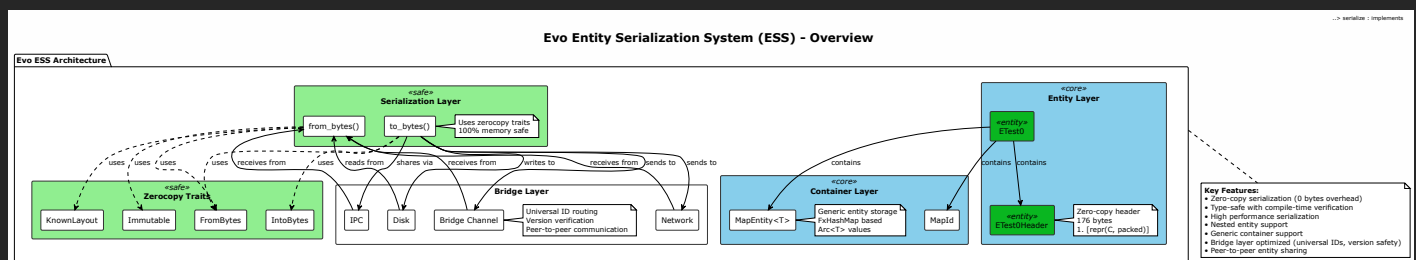 ..> serialize : implements
Evo Entity Serialization System (ESS) - Overview
Evo ESS Architecture
«safe»
Serialization Layer
from_bytes()
to_bytes()
Uses zerocopy traits
100% memory safe
«core»
Entity Layer
«entity»
ETest0
uses
uses
uses
receives from
uses
reads from
shares via
receives from
writes to
receives from
sends to
sends to
contains
contains
contains
«safe»
Zerocopy Traits
KnownLayout
Immutable
FromBytes
IntoBytes
Bridge Layer
IPC
Disk
Bridge Channel
Universal ID routing
Version verification
Peer-to-peer communication
Network
«core»
Container Layer
MapEntity<T>
Generic entity storage
FxHashMap based
Arc<T> values
MapId
«entity»
ETest0Header
Zero-copy header
176 bytes
1. [repr(C, packed)]
Key Features:
• Zero-copy serialization (0 bytes overhead)
• Type-safe with compile-time verification
• High performance serialization
• Nested entity support
• Generic container support
• Bridge layer optimized (universal IDs, version safety)
• Peer-to-peer entity sharing